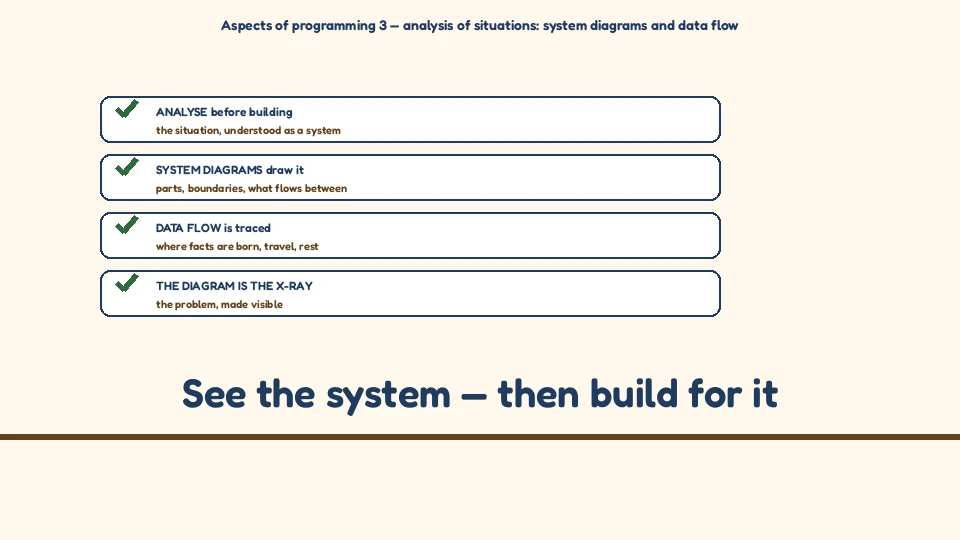 Aspects of programming 3 — analysis of situations: system diagrams and data flow
ANALYSE before building
the situation, understood as a system
SYSTEM DIAGRAMS draw it
parts, boundaries, what flows between
DATA FLOW is traced
where facts are born, travel, rest
THE DIAGRAM IS THE X-RAY
the problem, made visible
See the system — then build for it